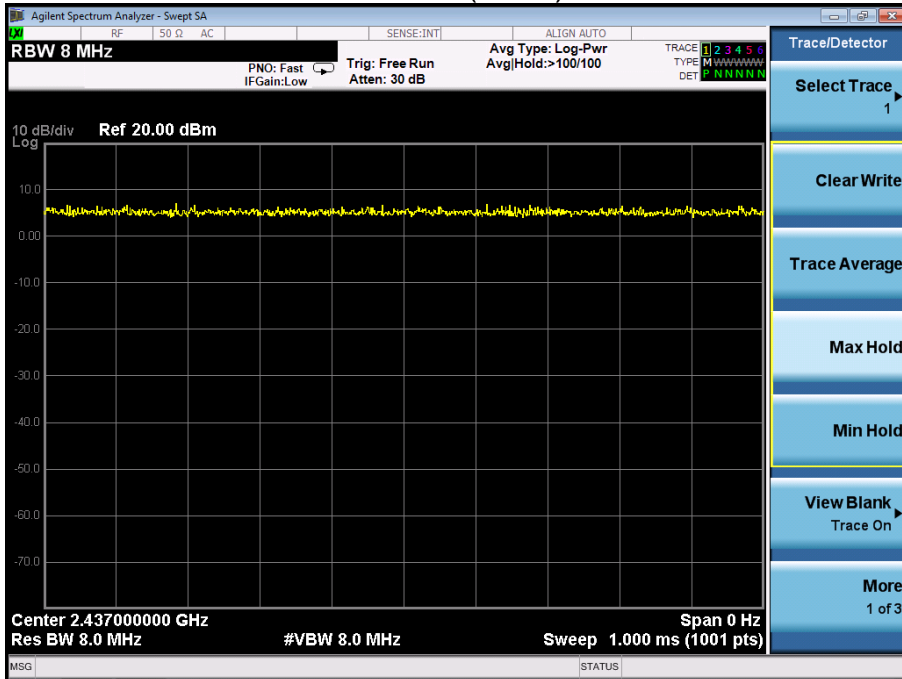 Agilent Spectrum Analyzer - Swept SA
LXI RF 50 Ω AC SENSE:INT ALIGN AUTO
RBW 8 MHz
PNO: Fast
IFGain:Low
Trig: Free Run
Atten: 30 dB
Avg Type: Log-Pwr
Avg|Hold:>100/100
TRACE 1 2 3 4 5 6
TYPE M WWWWW
DET P N N N N N
10 dB/div Ref 20.00 dBm
Log
10.0
0.00
-10.0
-20.0
-30.0
-40.0
-50.0
-60.0
-70.0
Center 2.437000000 GHz Span 0 Hz
Res BW 8.0 MHz #VBW 8.0 MHz Sweep 1.000 ms (1001 pts)
MSG STATUS
Trace/Detector
Select Trace
1
Clear Write
Trace Average
Max Hold
Min Hold
View Blank
Trace On
More
1 of 3